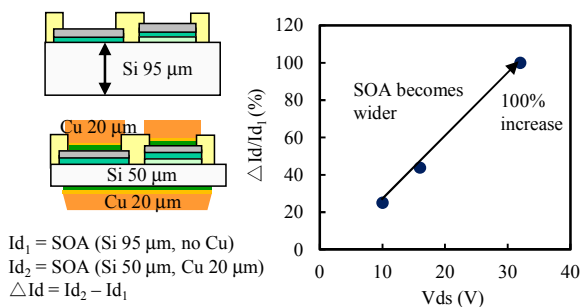 Si 95 μm
Cu 20 μm
Si 50 μm
Cu 20 μm
Id1 = SOA (Si 95 μm, no Cu)
Id2 = SOA (Si 50 μm, Cu 20 μm)
△Id = Id2 – Id1
△Id/Id1 (%)
120
100
80
60
40
20
0
0
10
20
30
40
Vds (V)
SOA becomes
wider
100%
increase